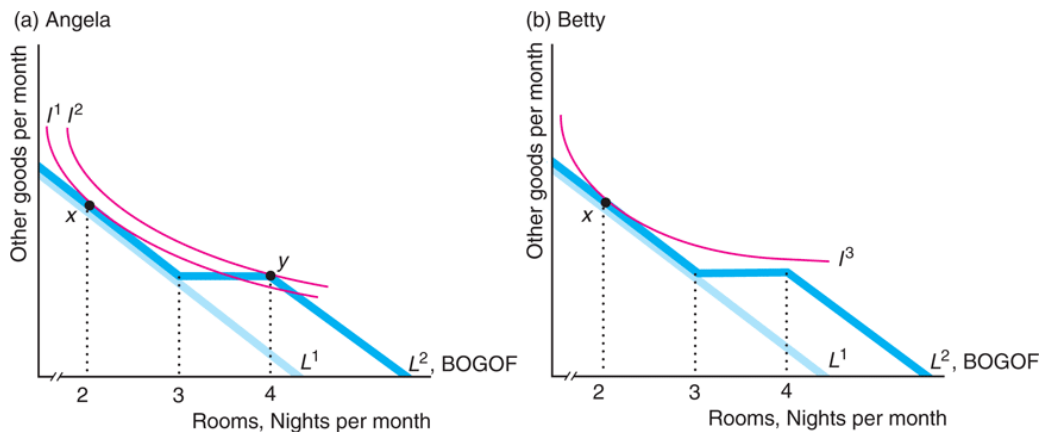 (a) Angela
Other goods per month
I¹ I²
x
y
L¹
L², BOGOF
2 3 4
Rooms, Nights per month
(b) Betty
Other goods per month
x
I³
L¹
L², BOGOF
2 3 4
Rooms, Nights per month